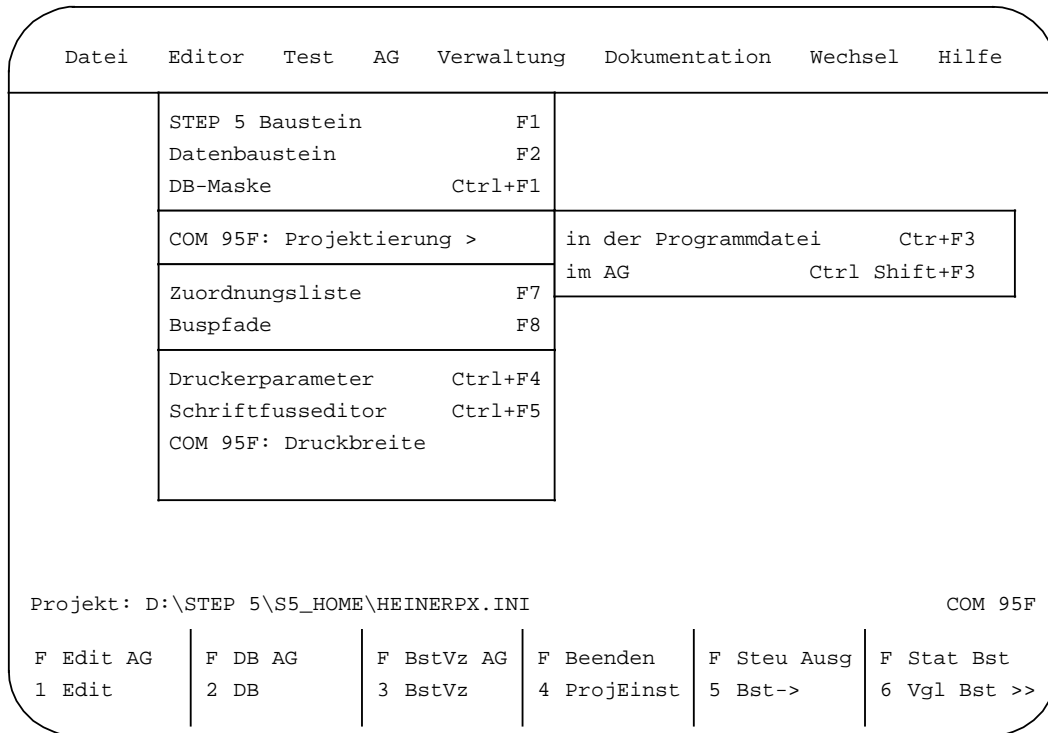 Datei Editor Test AG Verwaltung Dokumentation Wechsel Hilfe
STEP 5 Baustein F1
Datenbaustein F2
DB-Maske Ctrl+F1
COM 95F: Projektierung > in der Programmdatei Ctr+F3
im AG Ctrl Shift+F3
Zuordnungsliste F7
Buspfade F8
Druckerparameter Ctrl+F4
Schriftfusseditor Ctrl+F5
COM 95F: Druckbreite
Projekt: D:\STEP 5\S5_HOME\HEINERPX.INI COM 95F
F Edit AG F DB AG F BstVz AG F Beenden F Steu Ausg F Stat Bst
1 Edit 2 DB 3 BstVz 4 ProjEinst 5 Bst-> 6 Vgl Bst >>